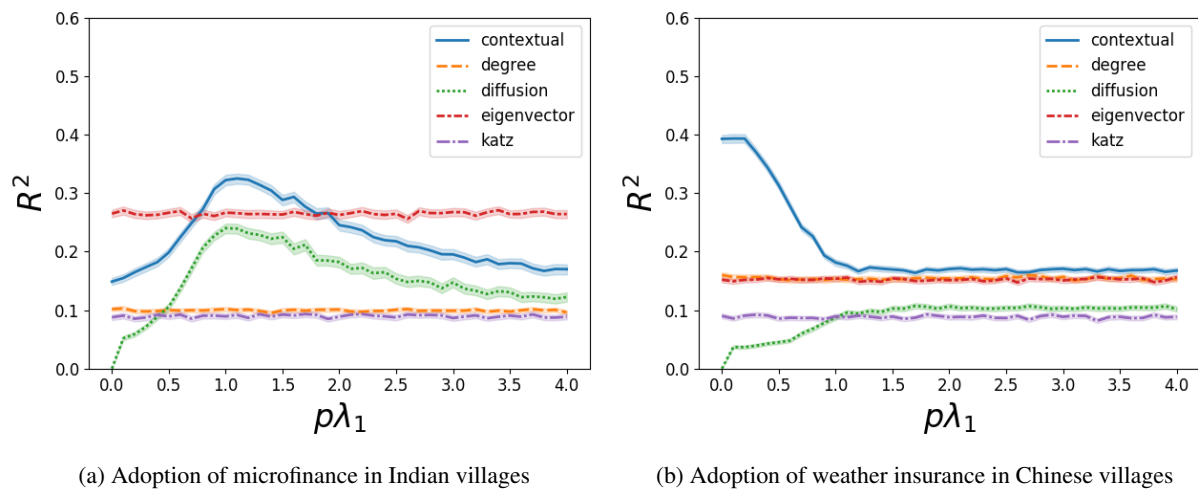 0.6
0.5
0.4
0.3
0.2
0.1
0.0
R²
contextual
degree
diffusion
eigenvector
katz
0.0 0.5 1.0 1.5 2.0 2.5 3.0 3.5 4.0
pλ₁
(a) Adoption of microfinance in Indian villages
0.6
0.5
0.4
0.3
0.2
0.1
0.0
R²
contextual
degree
diffusion
eigenvector
katz
0.0 0.5 1.0 1.5 2.0 2.5 3.0 3.5 4.0
pλ₁
(b) Adoption of weather insurance in Chinese villages